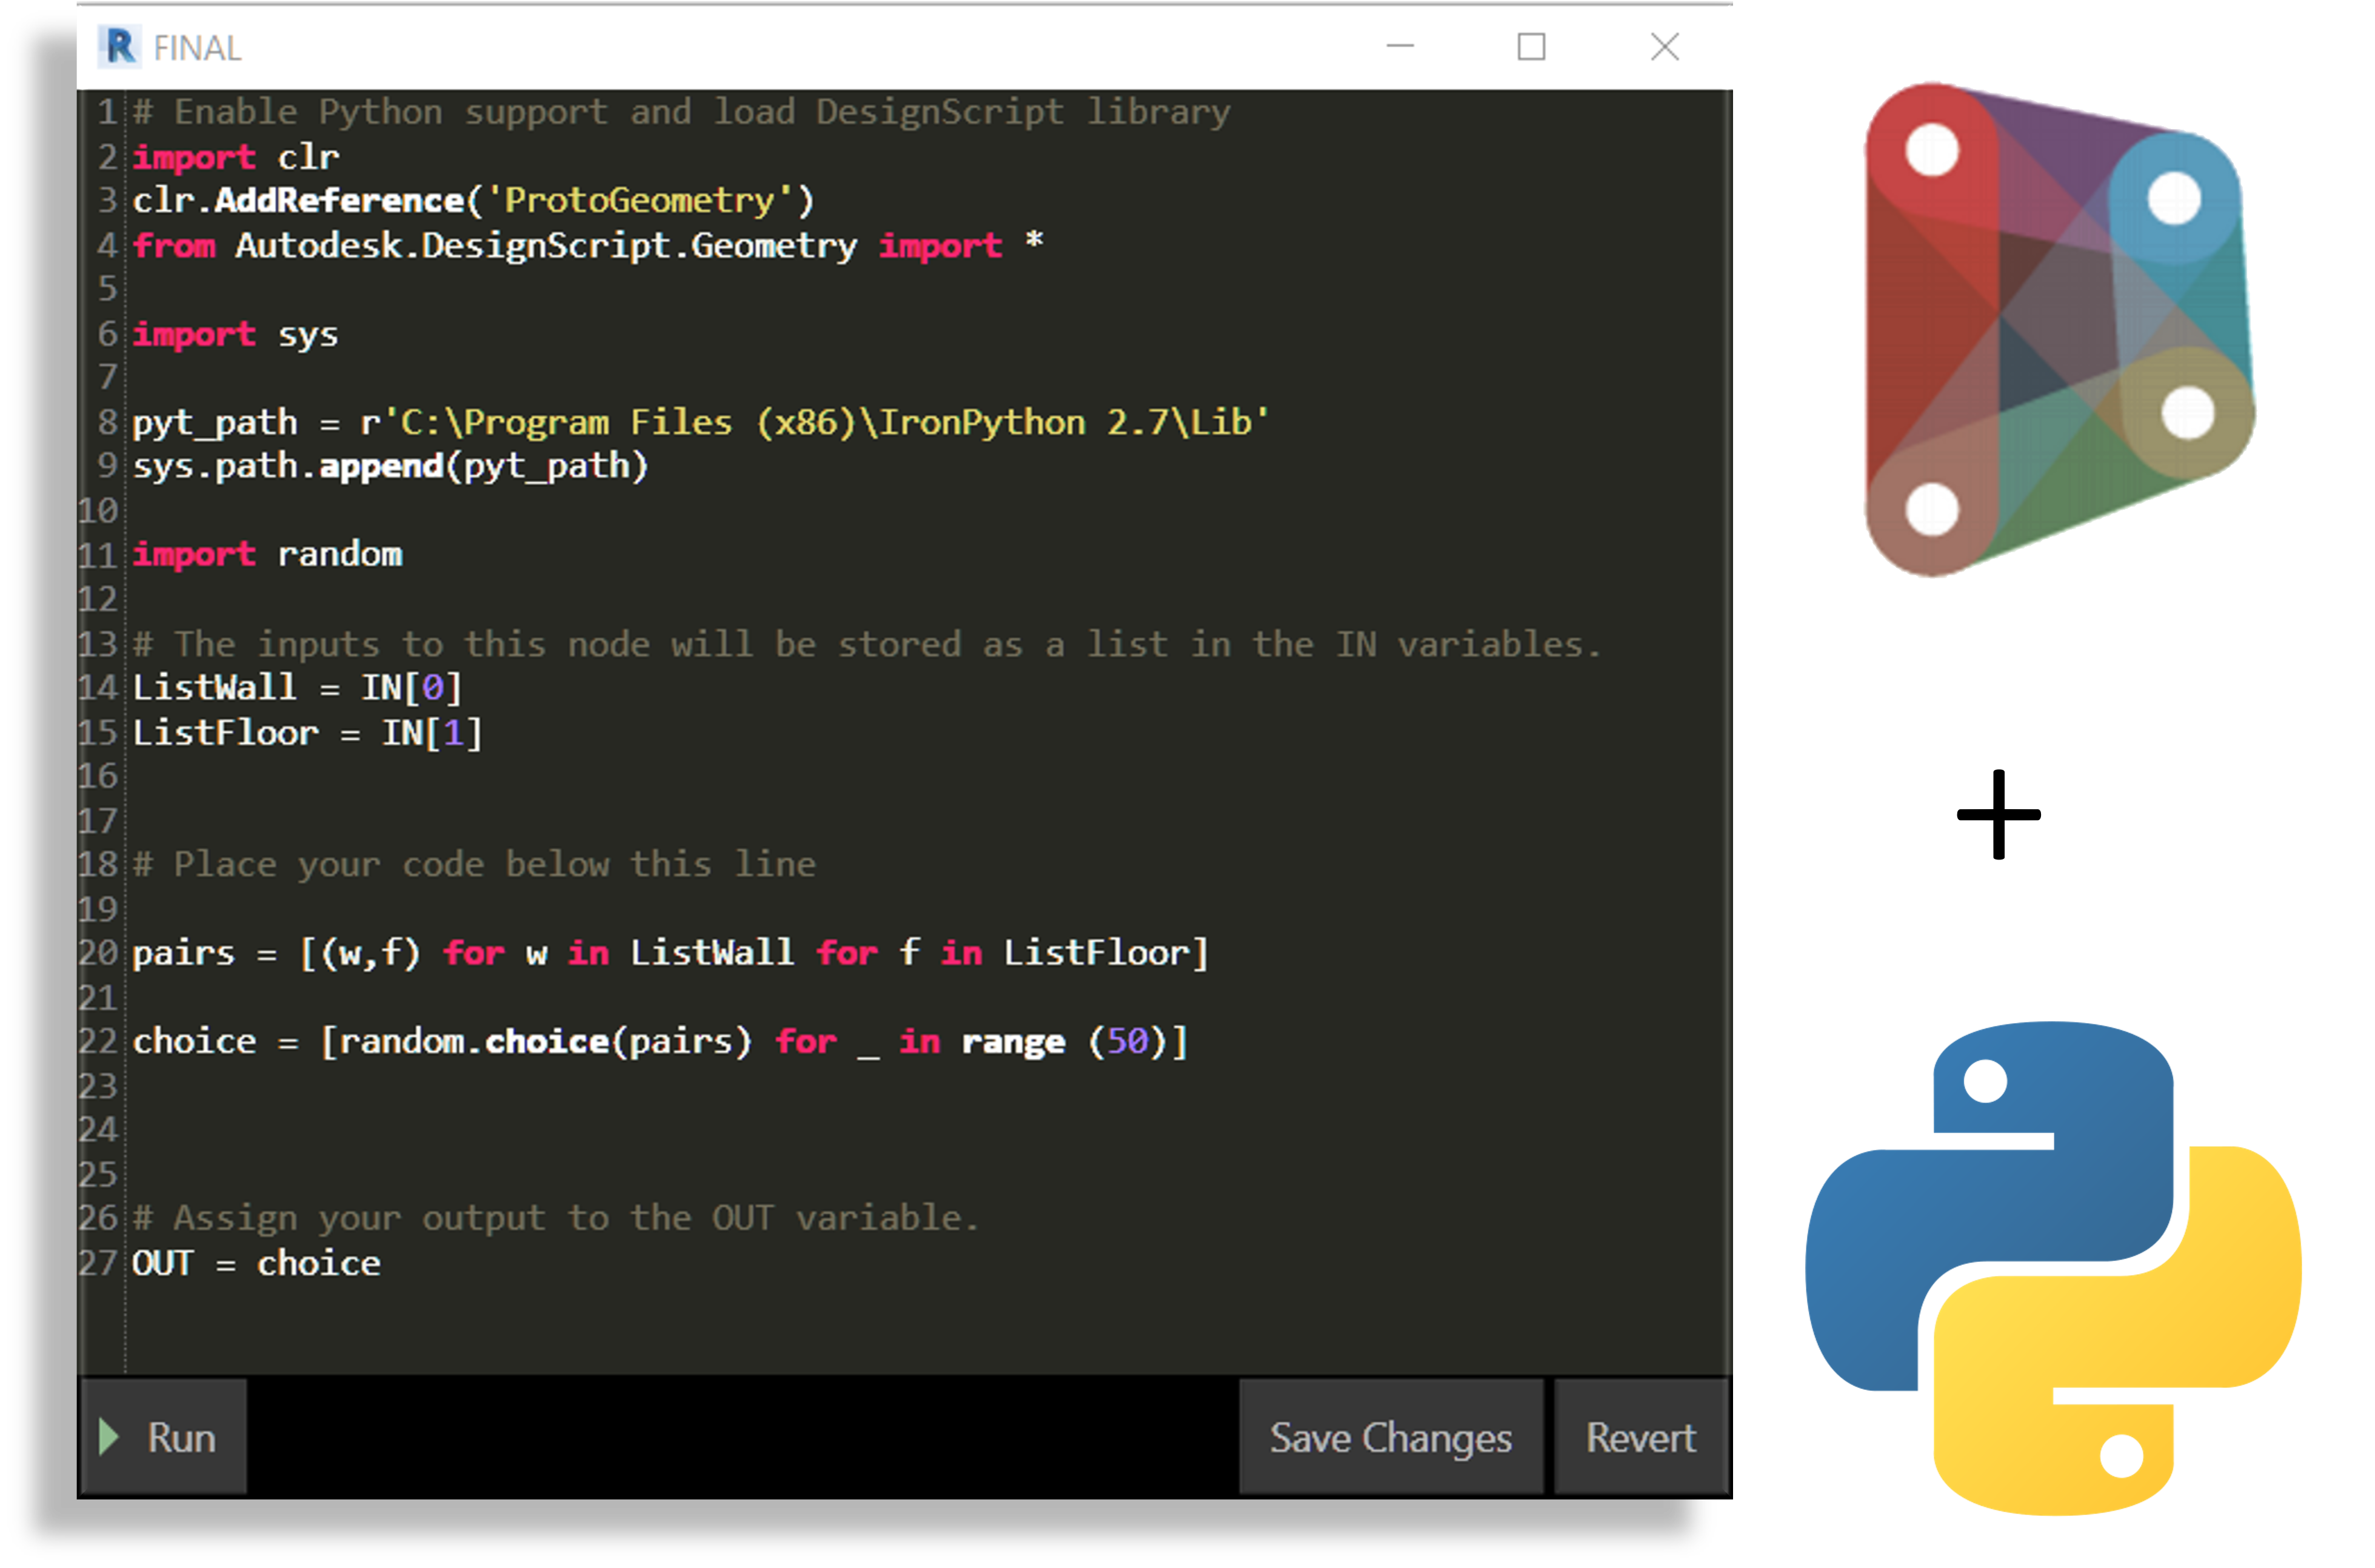 FINAL
1 # Enable Python support and load DesignScript library
2 import clr
3 clr.AddReference('ProtoGeometry')
4 from Autodesk.DesignScript.Geometry import *
5
6 import sys
7
8 pyt_path = r'C:\Program Files (x86)\IronPython 2.7\Lib'
9 sys.path.append(pyt_path)
10
11 import random
12
13 # The inputs to this node will be stored as a list in the IN variables.
14 ListWall = IN[0]
15 ListFloor = IN[1]
16
17
18 # Place your code below this line
19
20 pairs = [(w,f) for w in ListWall for f in ListFloor]
21
22 choice = [random.choice(pairs) for _ in range (50)]
23
24
25
26 # Assign your output to the OUT variable.
27 OUT = choice
Run
Save Changes
Revert
+